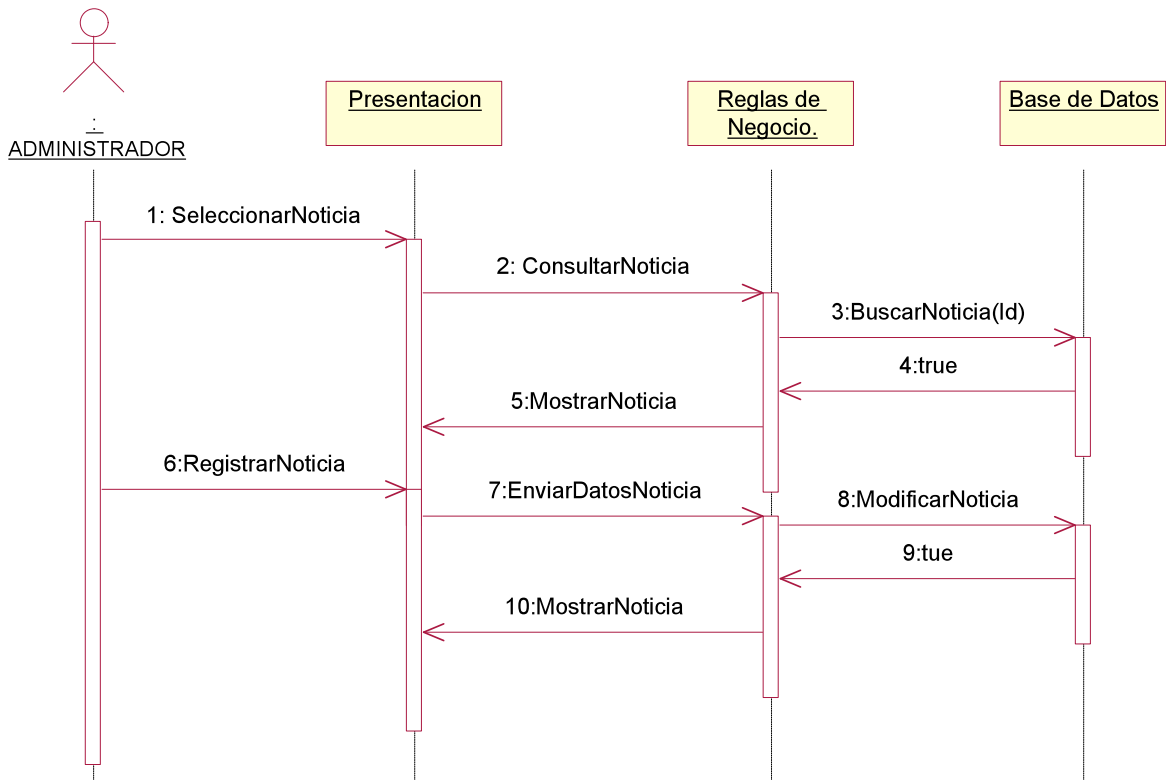 Presentacion
Reglas de
Negocio.
Base de Datos
:
ADMINISTRADOR
1: SeleccionarNoticia
2: ConsultarNoticia
3:BuscarNoticia(Id)
4:true
5:MostrarNoticia
6:RegistrarNoticia
7:EnviarDatosNoticia
8:ModificarNoticia
9:tue
10:MostrarNoticia